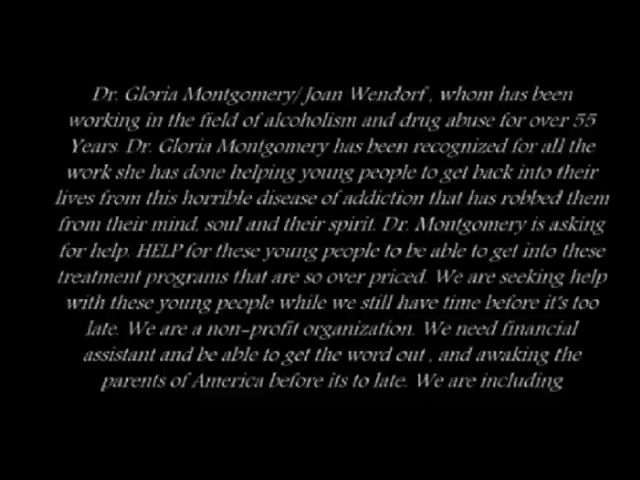 Dr. Gloria Montgomery/Joan Wendorf , whom has been
working in the field of alcoholism and drug abuse for over 55
Years. Dr. Gloria Montgomery has been recognized for all the
work she has done helping young people to get back into their
lives from this horrible disease of addiction that has robbed them
from their mind, soul and their spirit. Dr. Montgomery is asking
for help. HELP for these young people to be able to get into these
treatment programs that are so over priced. We are seeking help
with these young people while we still have time before it's too
late. We are a non-profit organization. We need financial
assistant and be able to get the word out , and awaking the
parents of America before its to late. We are including